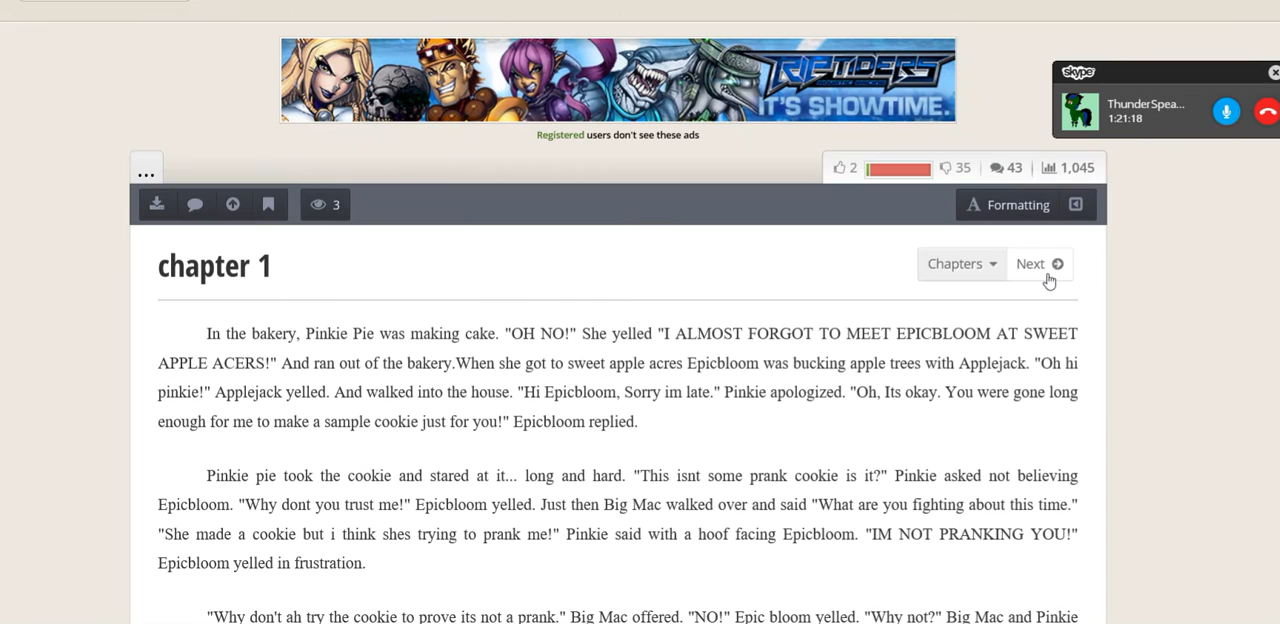 RIPTIDERS
IT'S SHOWTIME.
skype
ThunderSpea...
1:21:18
Registered users don't see these ads
...
2
35
43
1,045
3
A Formatting
chapter 1
Chapters
Next
In the bakery, Pinkie Pie was making cake. "OH NO!" She yelled "I ALMOST FORGOT TO MEET EPICBLOOM AT SWEET
APPLE ACERS!" And ran out of the bakery.When she got to sweet apple acres Epicbloom was bucking apple trees with Applejack. "Oh hi
pinkie!" Applejack yelled. And walked into the house. "Hi Epicbloom, Sorry im late." Pinkie apologized. "Oh, Its okay. You were gone long
enough for me to make a sample cookie just for you!" Epicbloom replied.
Pinkie pie took the cookie and stared at it... long and hard. "This isnt some prank cookie is it?" Pinkie asked not believing
Epicbloom. "Why dont you trust me!" Epicbloom yelled. Just then Big Mac walked over and said "What are you fighting about this time."
"She made a cookie but i think shes trying to prank me!" Pinkie said with a hoof facing Epicbloom. "IM NOT PRANKING YOU!"
Epicbloom yelled in frustration.
"Why don't ah try the cookie to prove its not a prank." Big Mac offered. "NO!" Epic bloom yelled. "Why not?" Big Mac and Pinkie